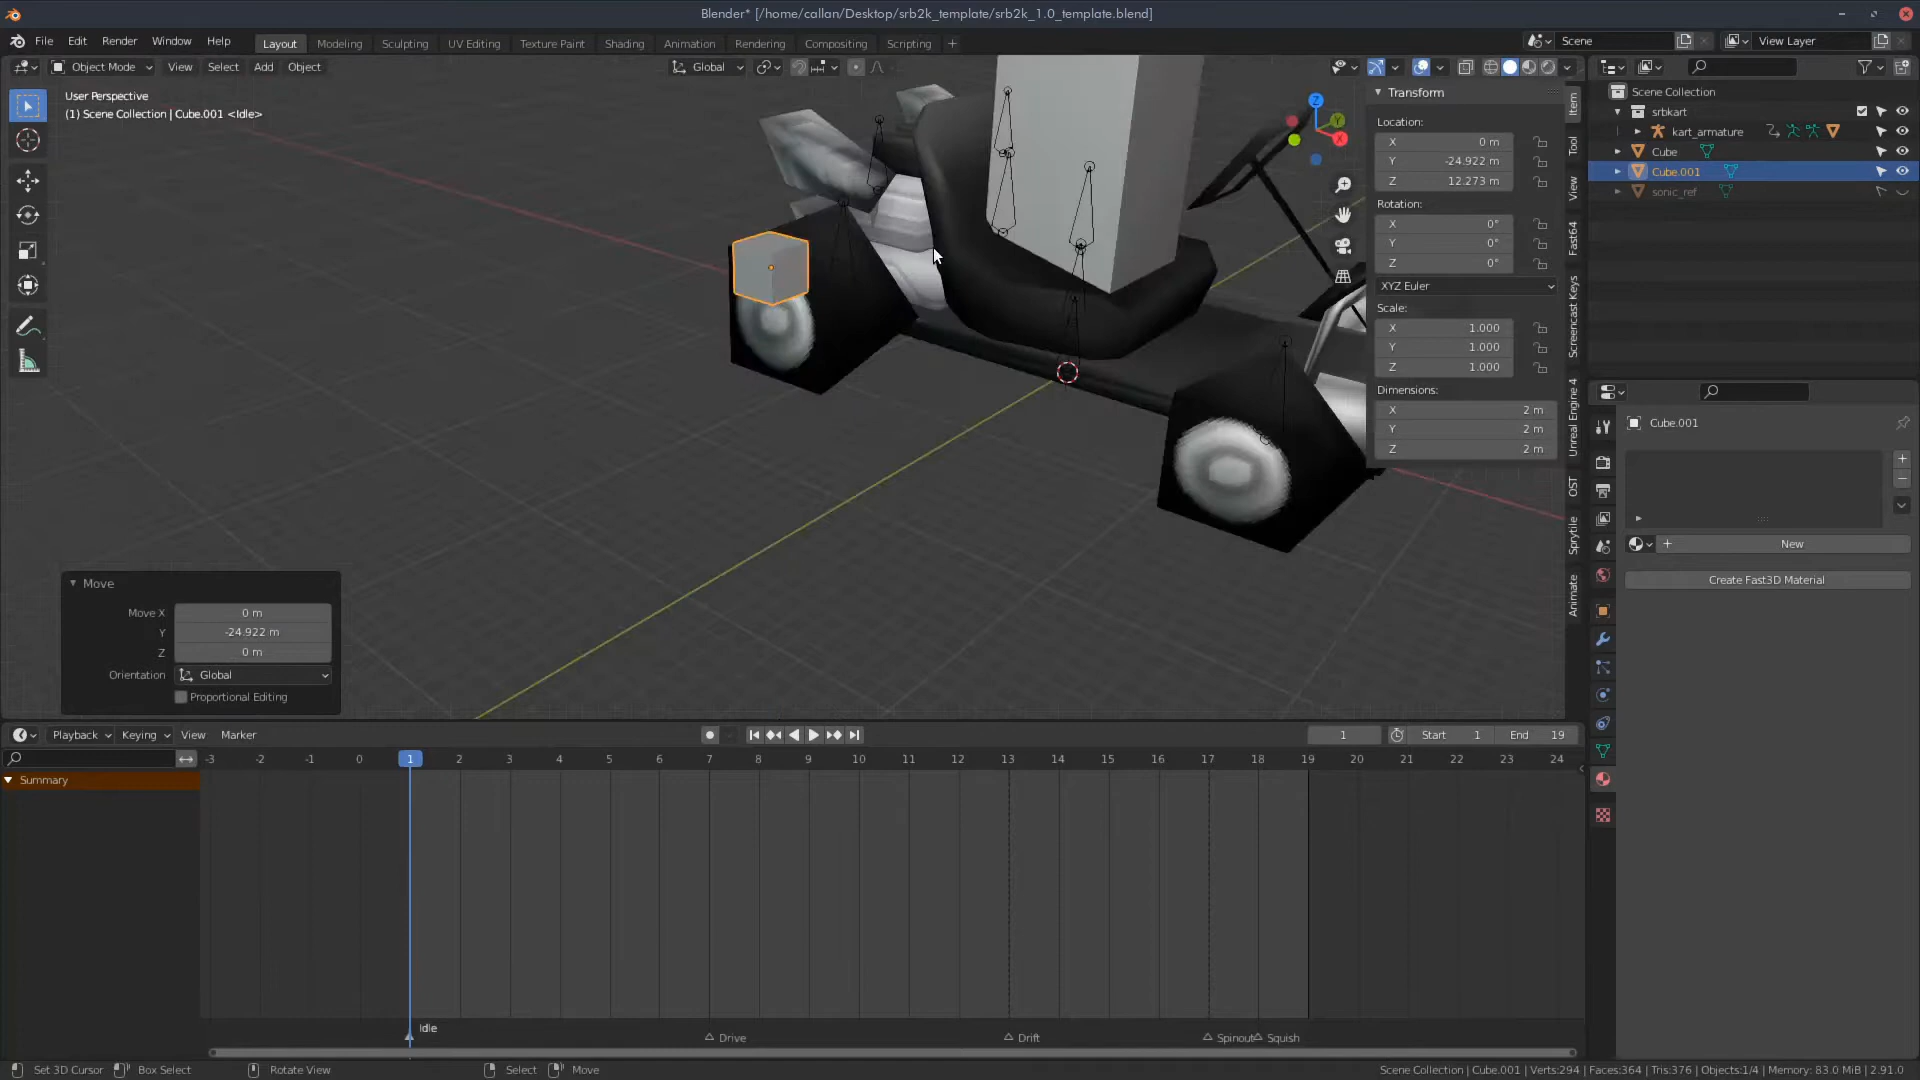 Blender* [/home/callan/Desktop/srb2k_template/srb2k_1.0_template.blend]
File Edit Render Window Help Layout Modeling Sculpting UV Editing Texture Paint Shading Animation Rendering Compositing Scripting + Scene View Layer
Object Mode View Select Add Object Global
User Perspective
(1) Scene Collection | Cube.001 <Idle>
Transform
Location:
X 0 m
Y -24.922 m
Z 12.273 m
Rotation:
X 0°
Y 0°
Z 0°
XYZ Euler
Scale:
X 1.000
Y 1.000
Z 1.000
Dimensions:
X 2 m
Y 2 m
Z 2 m
Z
Y
X
Item
Tool
View
Fast64
Screencast Keys
Unreal Engine 4
OST
Sprytile
Animate
Scene Collection
srbkart
kart_armature
Cube
Cube.001
sonic_ref
Cube.001
+ New
Create Fast3D Material
Move
Move X 0 m
Y -24.922 m
Z 0 m
Orientation Global
Proportional Editing
Playback Keying View Marker 1 Start 1 End 19
-3 -2 -1 0 1 2 3 4 5 6 7 8 9 10 11 12 13 14 15 16 17 18 19 20 21 22 23 24
Summary
Idle
Drive Drift Spinout Squish
Set 3D Cursor Box Select Rotate View Select Move Scene Collection | Cube.001 | Verts:294 | Faces:364 | Tris:376 | Objects:1/4 | Memory: 83.0 MiB | 2.91.0